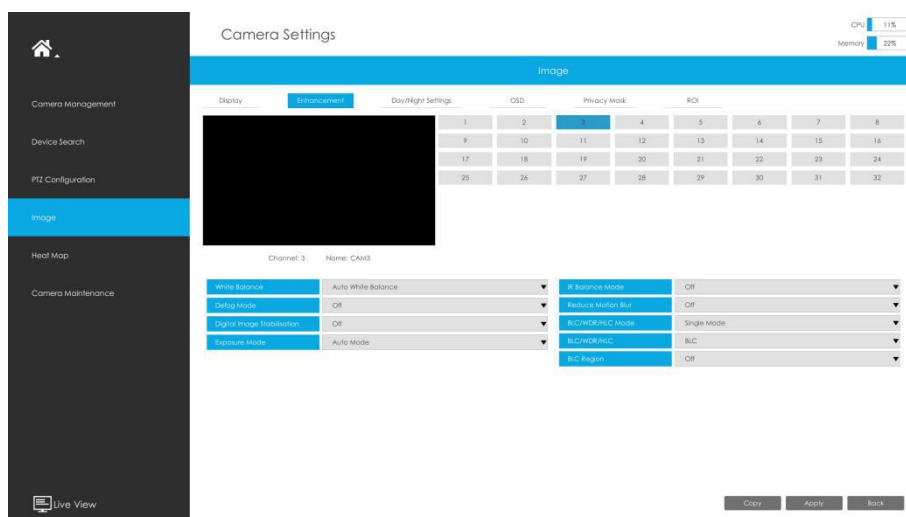 Camera Settings
CPU 11%
Memory 22%
Image
Camera Management
Device Search
PTZ Configuration
Image
Heat Map
Camera Maintenance
Live View
Display Enhancement Day/Night Settings OSD Privacy Mask ROI
1 2 3 4 5 6 7 8
9 10 11 12 13 14 15 16
17 18 19 20 21 22 23 24
25 26 27 28 29 30 31 32
Channel: 3 Name: CAM3
White Balance Auto White Balance
Defog Mode Off
Digital Image Stabilisation Off
Exposure Mode Auto Mode
IR Balance Mode Off
Reduce Motion Blur Off
BLC/WDR/HLC Mode Single Mode
BLC/WDR/HLC BLC
BLC Region Off
Copy Apply Back